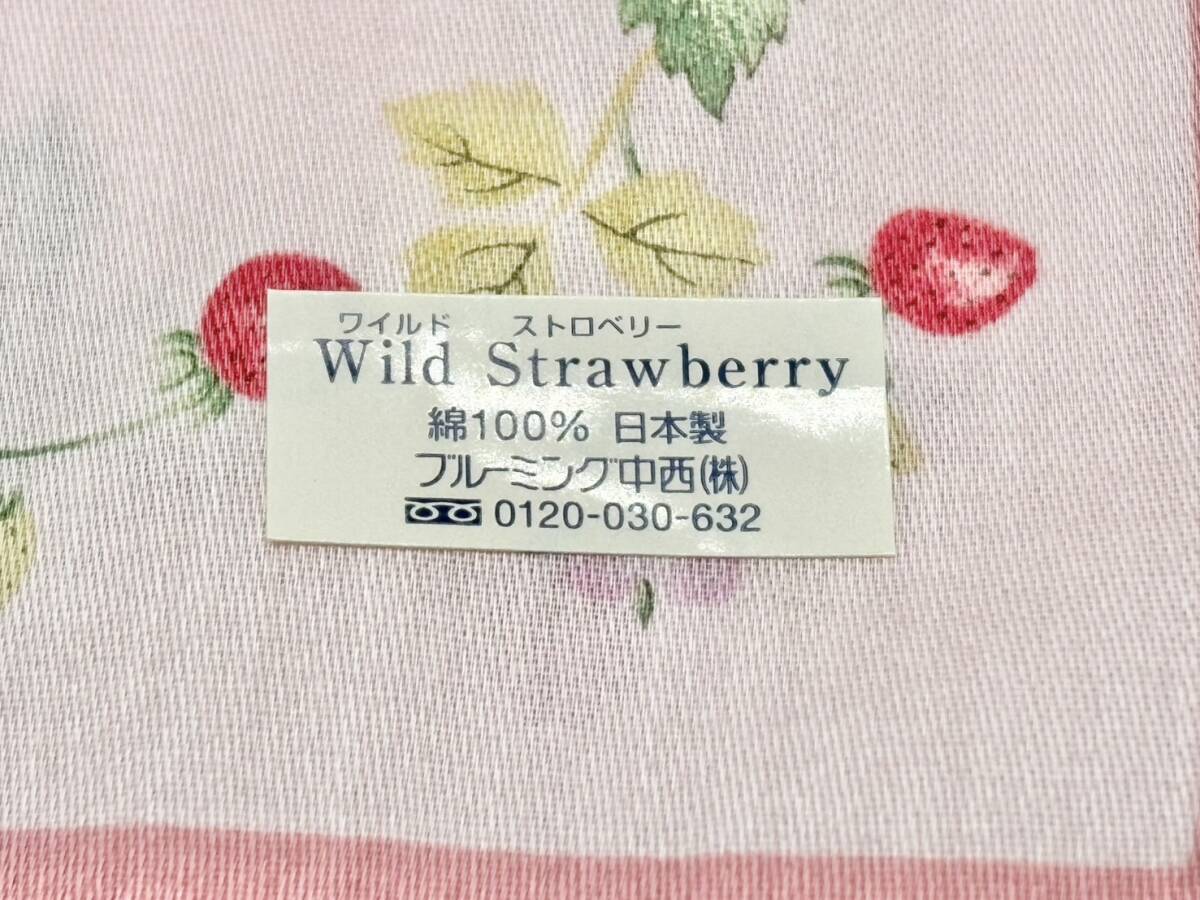 ワイルド ストロベリー
Wild Strawberry
綿100% 日本製
ブルーミング中西(株)
0120-030-632